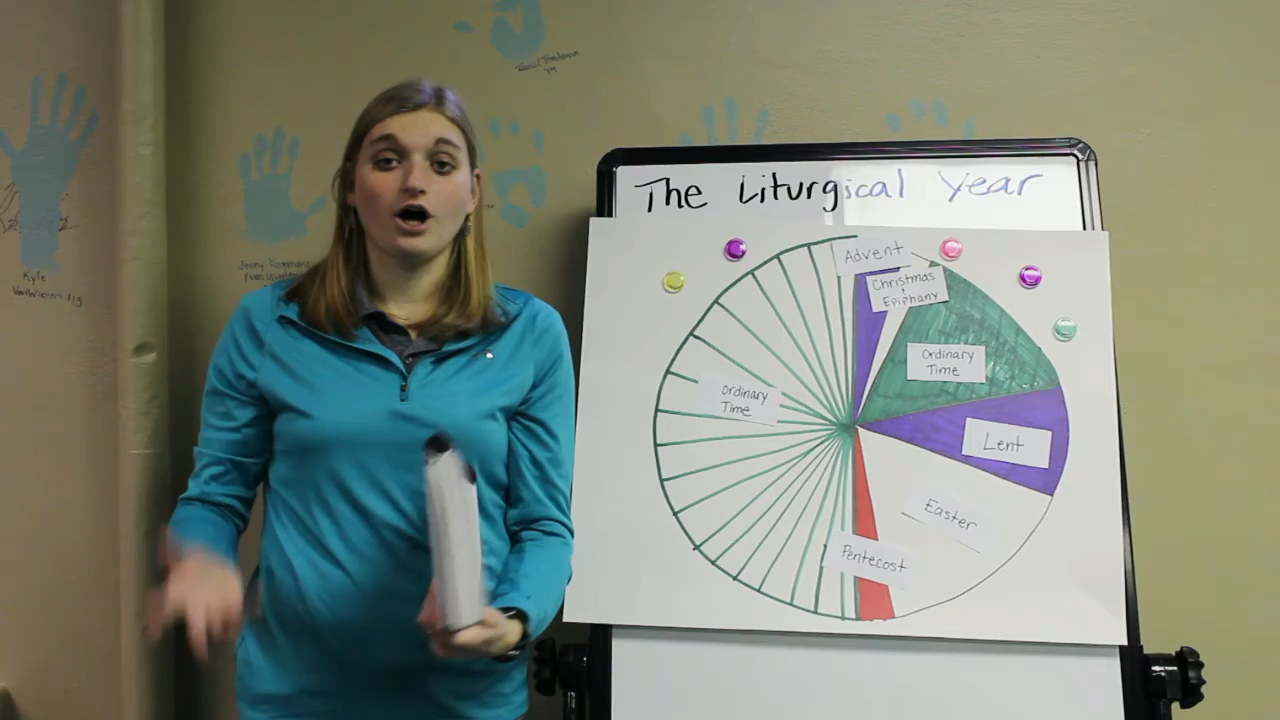 The Liturgical Year
Advent
Christmas
+
Epiphany
Ordinary
Time
Ordinary
Time
Lent
Easter
Pentecost
Kyle